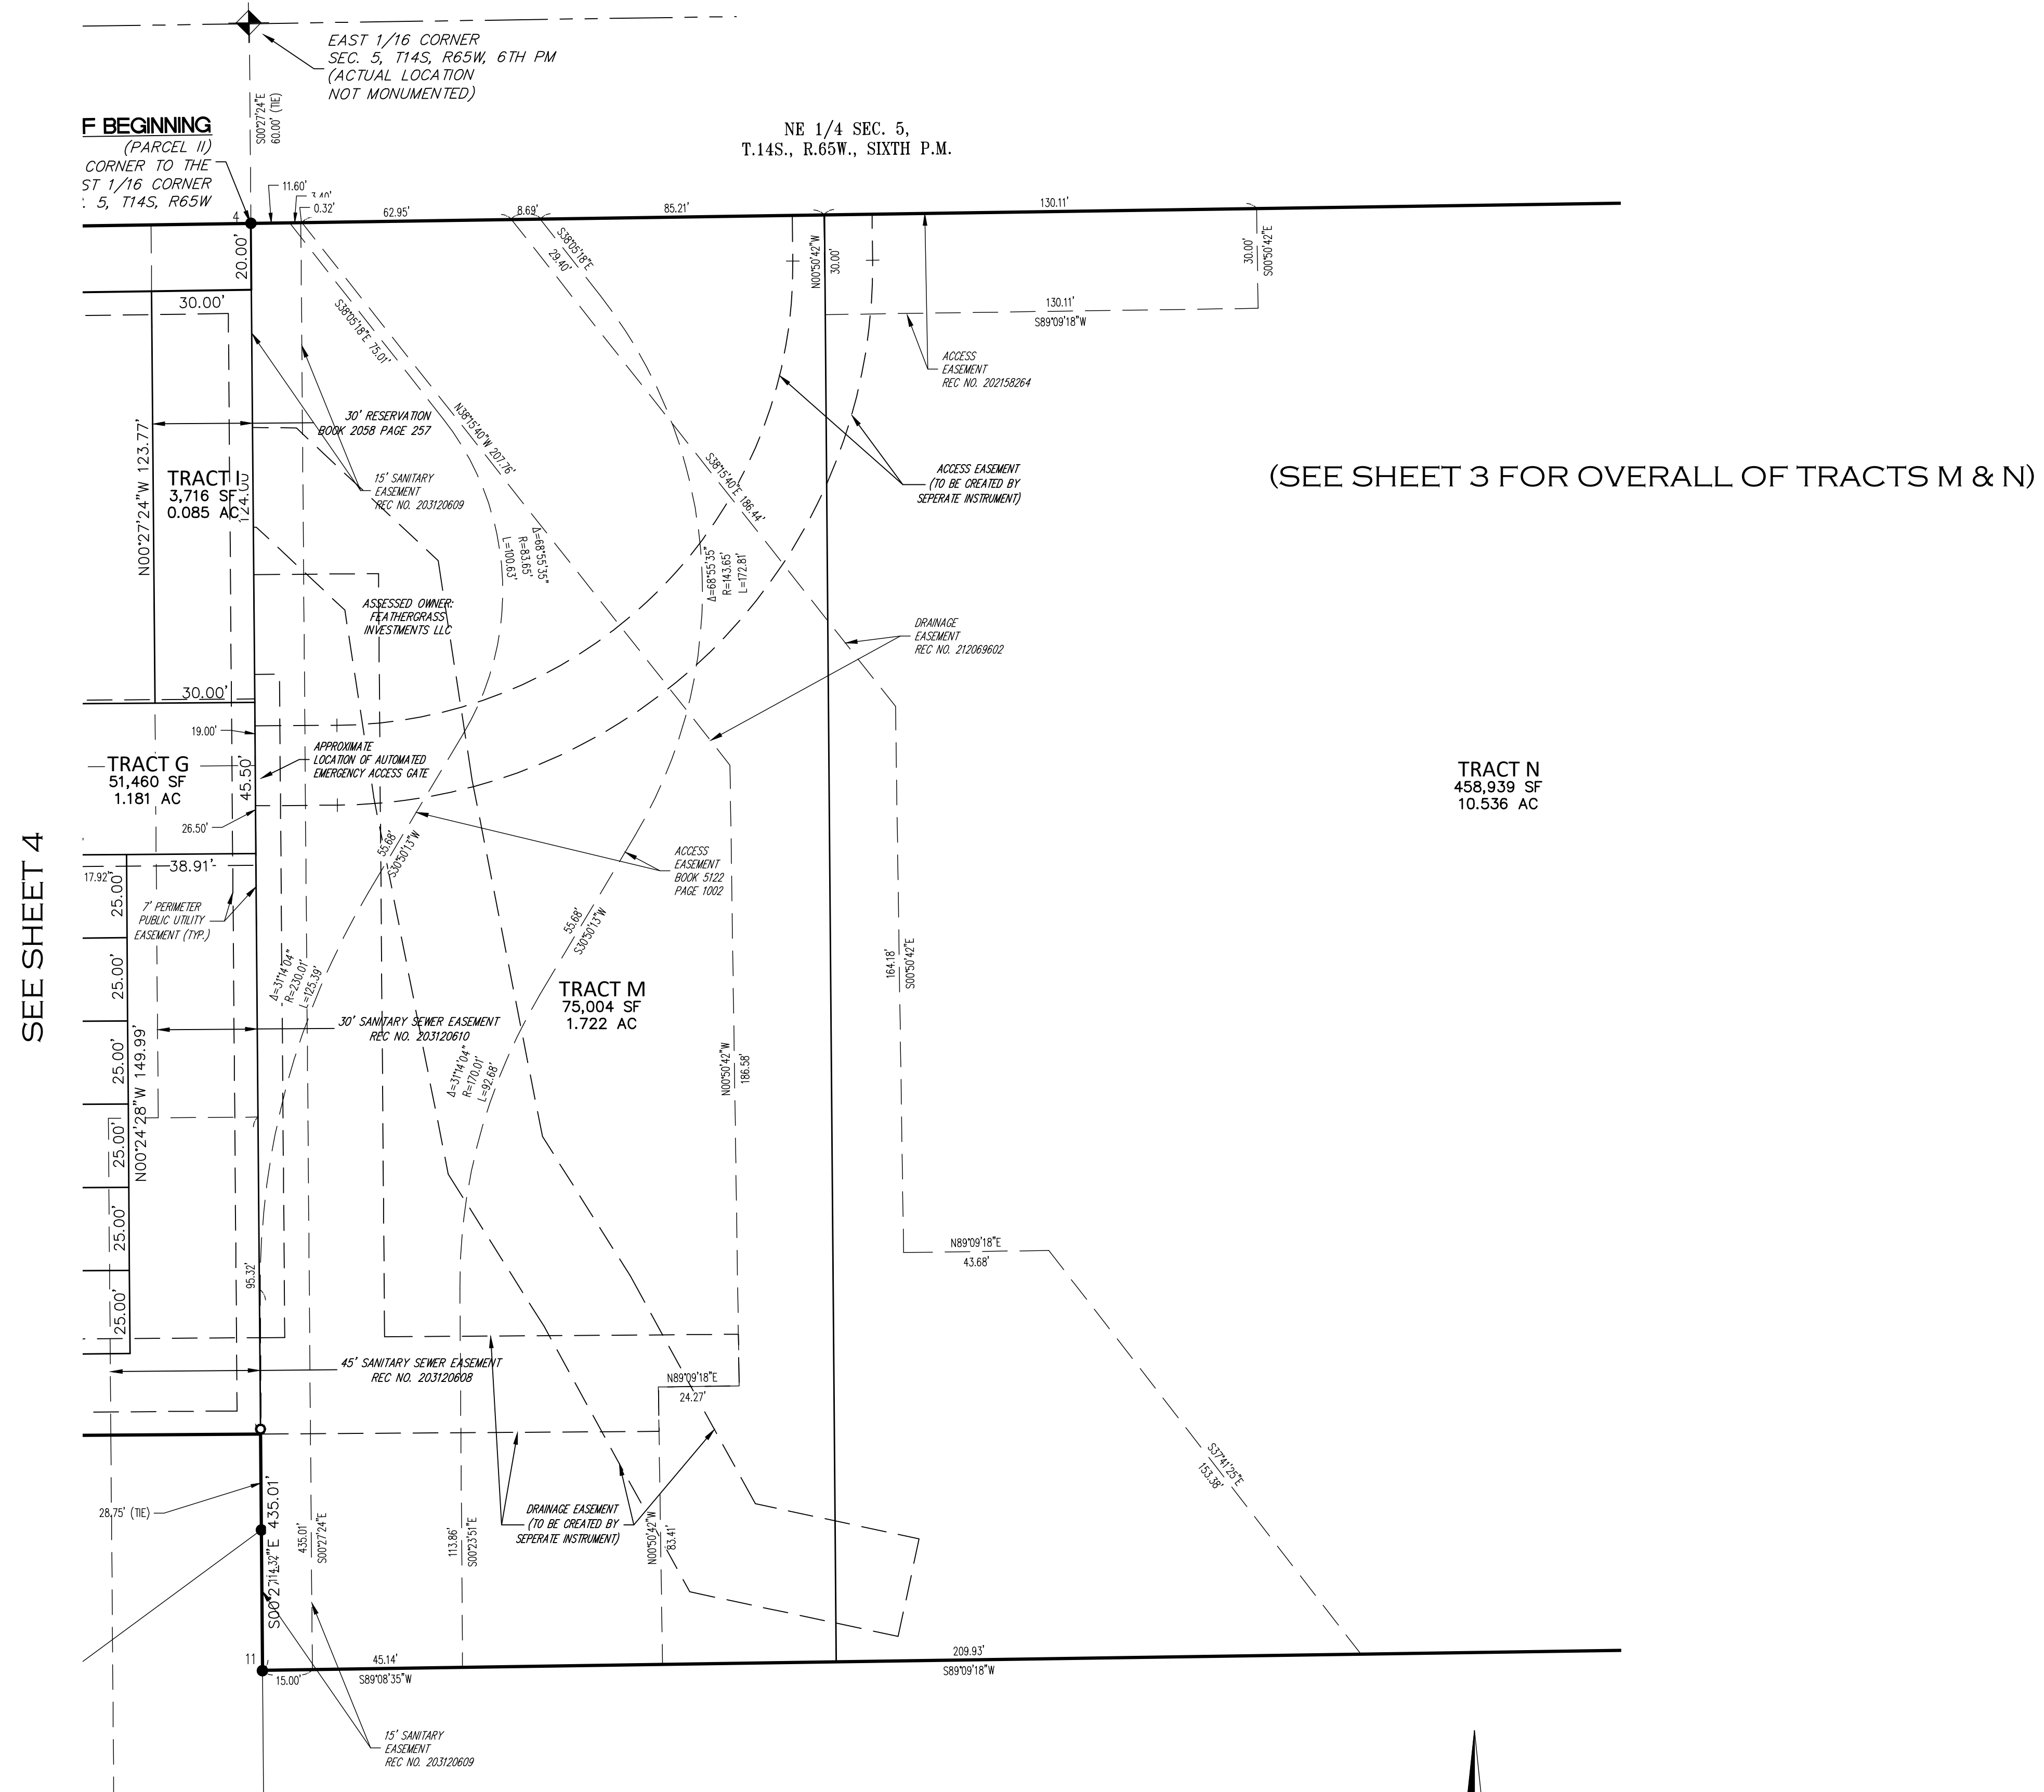 EAST 1/16 CORNER
SEC. 5, T14S, R65W, 6TH PM
(ACTUAL LOCATION
NOT MONUMENTED)
S00°27'24"E
60.00' (TIE)
F BEGINNING
(PARCEL II)
CORNER TO THE
ST 1/16 CORNER
. 5, T14S, R65W
NE 1/4 SEC. 5,
T.14S., R.65W., SIXTH P.M.
4
11.60'
3.40'
0.32'
62.95'
8.69'
85.21'
130.11'
20.00'
30.00'
S38°05'18"E
29.40'
N00°50'42"W
30.00'
30.00'
S00°50'42"E
130.11'
S89°09'18"W
S38°05'18"E 75.01'
ACCESS
EASEMENT
REC NO. 202158264
30' RESERVATION
BOOK 2058 PAGE 257
N38°15'40"W 207.76'
S38°15'40"E 186.44'
N00°27'24"W 123.77'
TRACT I
3,716 SF
0.085 AC
124.00'
15' SANITARY
EASEMENT
REC NO. 203120609
ACCESS EASEMENT
(TO BE CREATED BY
SEPERATE INSTRUMENT)
(SEE SHEET 3 FOR OVERALL OF TRACTS M & N)
Δ=68°55'35"
R=83.65'
L=100.63'
Δ=68°55'35"
R=143.65'
L=172.81'
ASSESSED OWNER:
FEATHERGRASS
INVESTMENTS LLC
DRAINAGE
EASEMENT
REC NO. 212069602
30.00'
19.00'
APPROXIMATE
LOCATION OF AUTOMATED
EMERGENCY ACCESS GATE
TRACT G
51,460 SF
1.181 AC
45.50'
26.50'
TRACT N
458,939 SF
10.536 AC
SEE SHEET 4
38.91'
17.92'
25.00'
7' PERIMETER
PUBLIC UTILITY
EASEMENT (TYP.)
55.68'
S30°50'13"W
ACCESS
EASEMENT
BOOK 5122
PAGE 1002
55.68'
S30°50'13"W
164.18'
S00°50'42"E
25.00'
Δ=31°14'04"
R=230.01'
L=125.39'
TRACT M
75,004 SF
1.722 AC
30' SANITARY SEWER EASEMENT
REC NO. 203120610
25.00'
N00°24'28"W 149.99'
Δ=31°14'04"
R=170.01'
L=92.68'
N00°50'42"W
186.58'
25.00'
25.00'
25.00'
95.32'
N89°09'18"E
43.68'
45' SANITARY SEWER EASEMENT
REC NO. 203120608
N89°09'18"E
24.27'
S37°41'25"E
153.38'
28.75' (TIE)
S00°27' "E 435.01'
114.32'
435.01'
S00°27'24"E
113.86'
S00°23'51"E
DRAINAGE EASEMENT
(TO BE CREATED BY
SEPERATE INSTRUMENT)
N00°50'42"W
83.41'
11
15.00'
45.14'
S89°08'35"W
209.93'
S89°09'18"W
15' SANITARY
EASEMENT
REC NO. 203120609